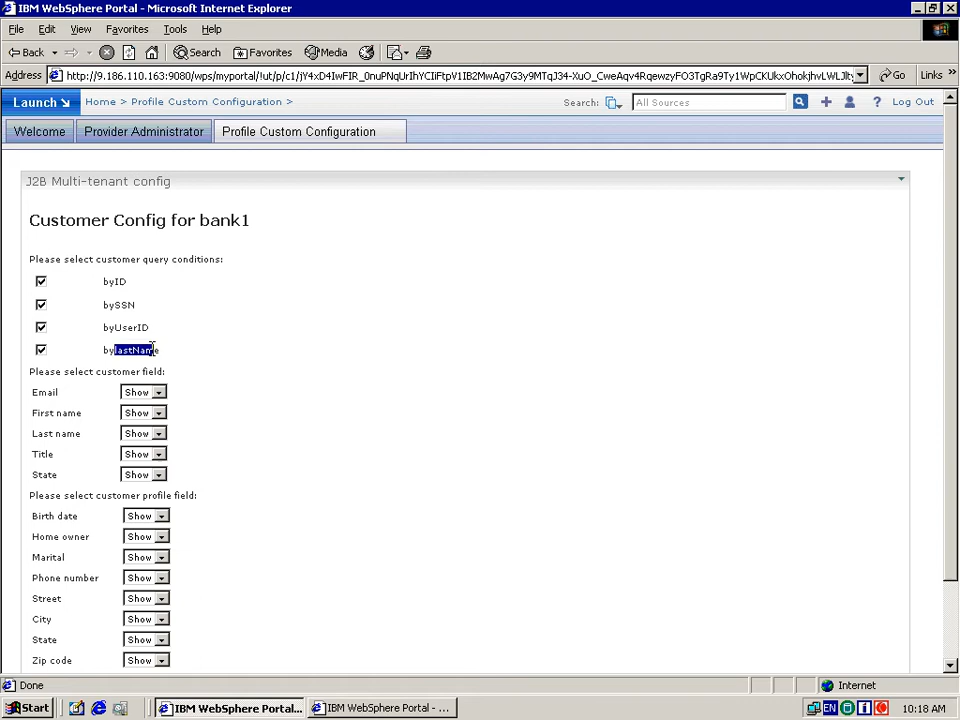 IBM WebSphere Portal - Microsoft Internet Explorer
File Edit View Favorites Tools Help
Back Search Favorites Media
Address Go Links
Launch Home > Profile Custom Configuration > Search: All Sources ? Log Out
Welcome Provider Administrator Profile Custom Configuration
J2B Multi-tenant config
Customer Config for bank1
Please select customer query conditions:
byID
bySSN
byUserID
bylastName
Please select customer field:
Email Show
First name Show
Last name Show
Title Show
State Show
Please select customer profile field:
Birth date Show
Home owner Show
Marital Show
Phone number Show
Street Show
City Show
State Show
Zip code Show
Done Internet
Start IBM WebSphere Portal... IBM WebSphere Portal - ... EN 10:18 AM